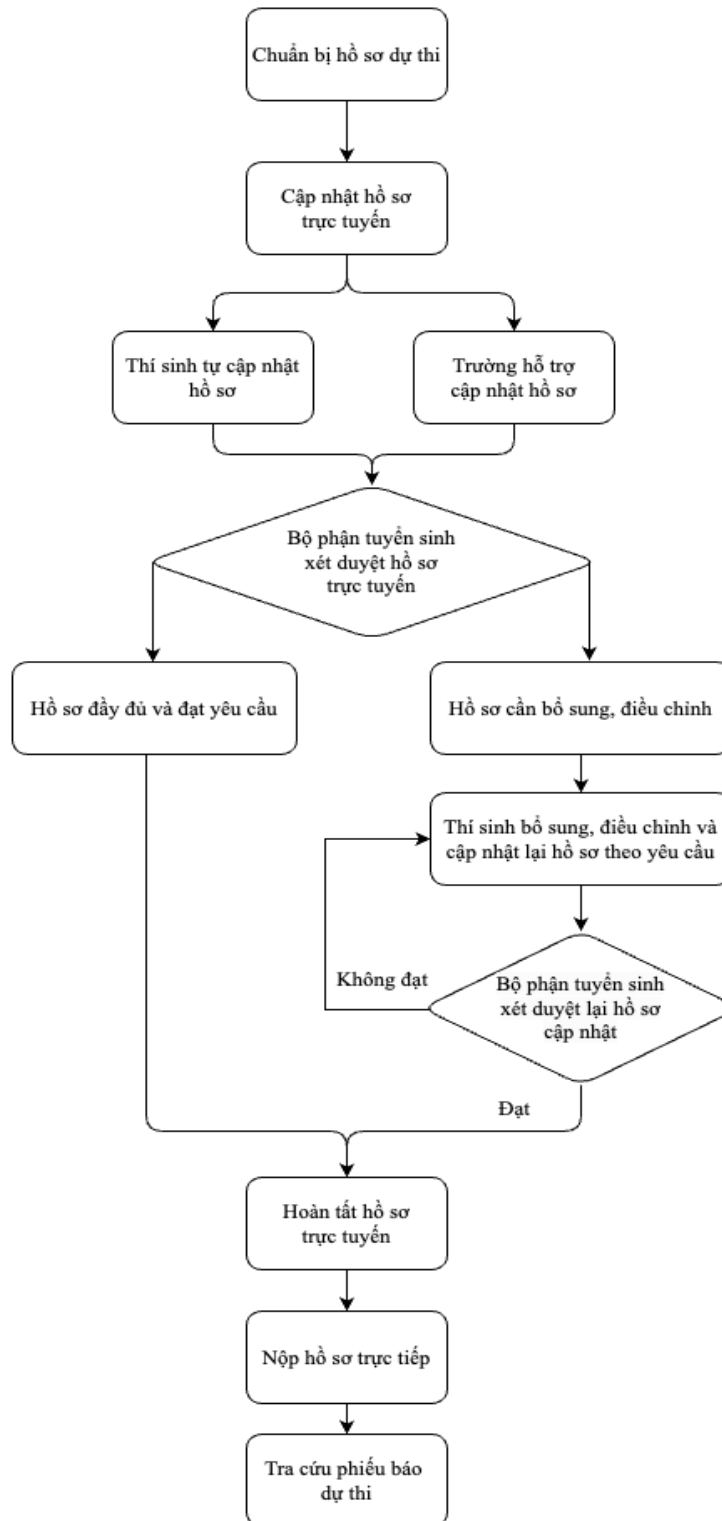 Chuẩn bị hồ sơ dự thi
Cập nhật hồ sơ
trực tuyến
Thí sinh tự cập nhật
hồ sơ
Trường hỗ trợ
cập nhật hồ sơ
Bộ phận tuyển sinh
xét duyệt hồ sơ
trực tuyến
Hồ sơ đầy đủ và đạt yêu cầu
Hồ sơ cần bổ sung, điều chỉnh
Thí sinh bổ sung, điều chỉnh và
cập nhật lại hồ sơ theo yêu cầu
Không đạt
Bộ phận tuyển sinh
xét duyệt lại hồ sơ
cập nhật
Đạt
Hoàn tất hồ sơ
trực tuyến
Nộp hồ sơ trực tiếp
Tra cứu phiếu báo
dự thi